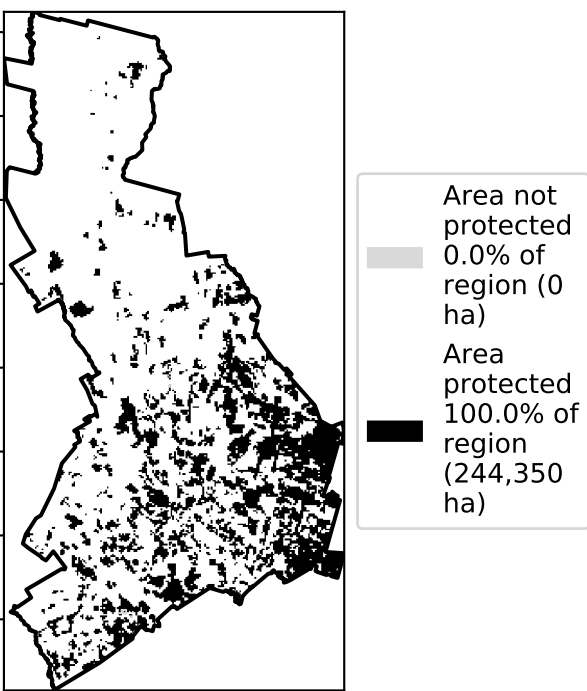 Area not
protected
0.0% of
region (0
ha)
Area
protected
100.0% of
region
(244,350
ha)